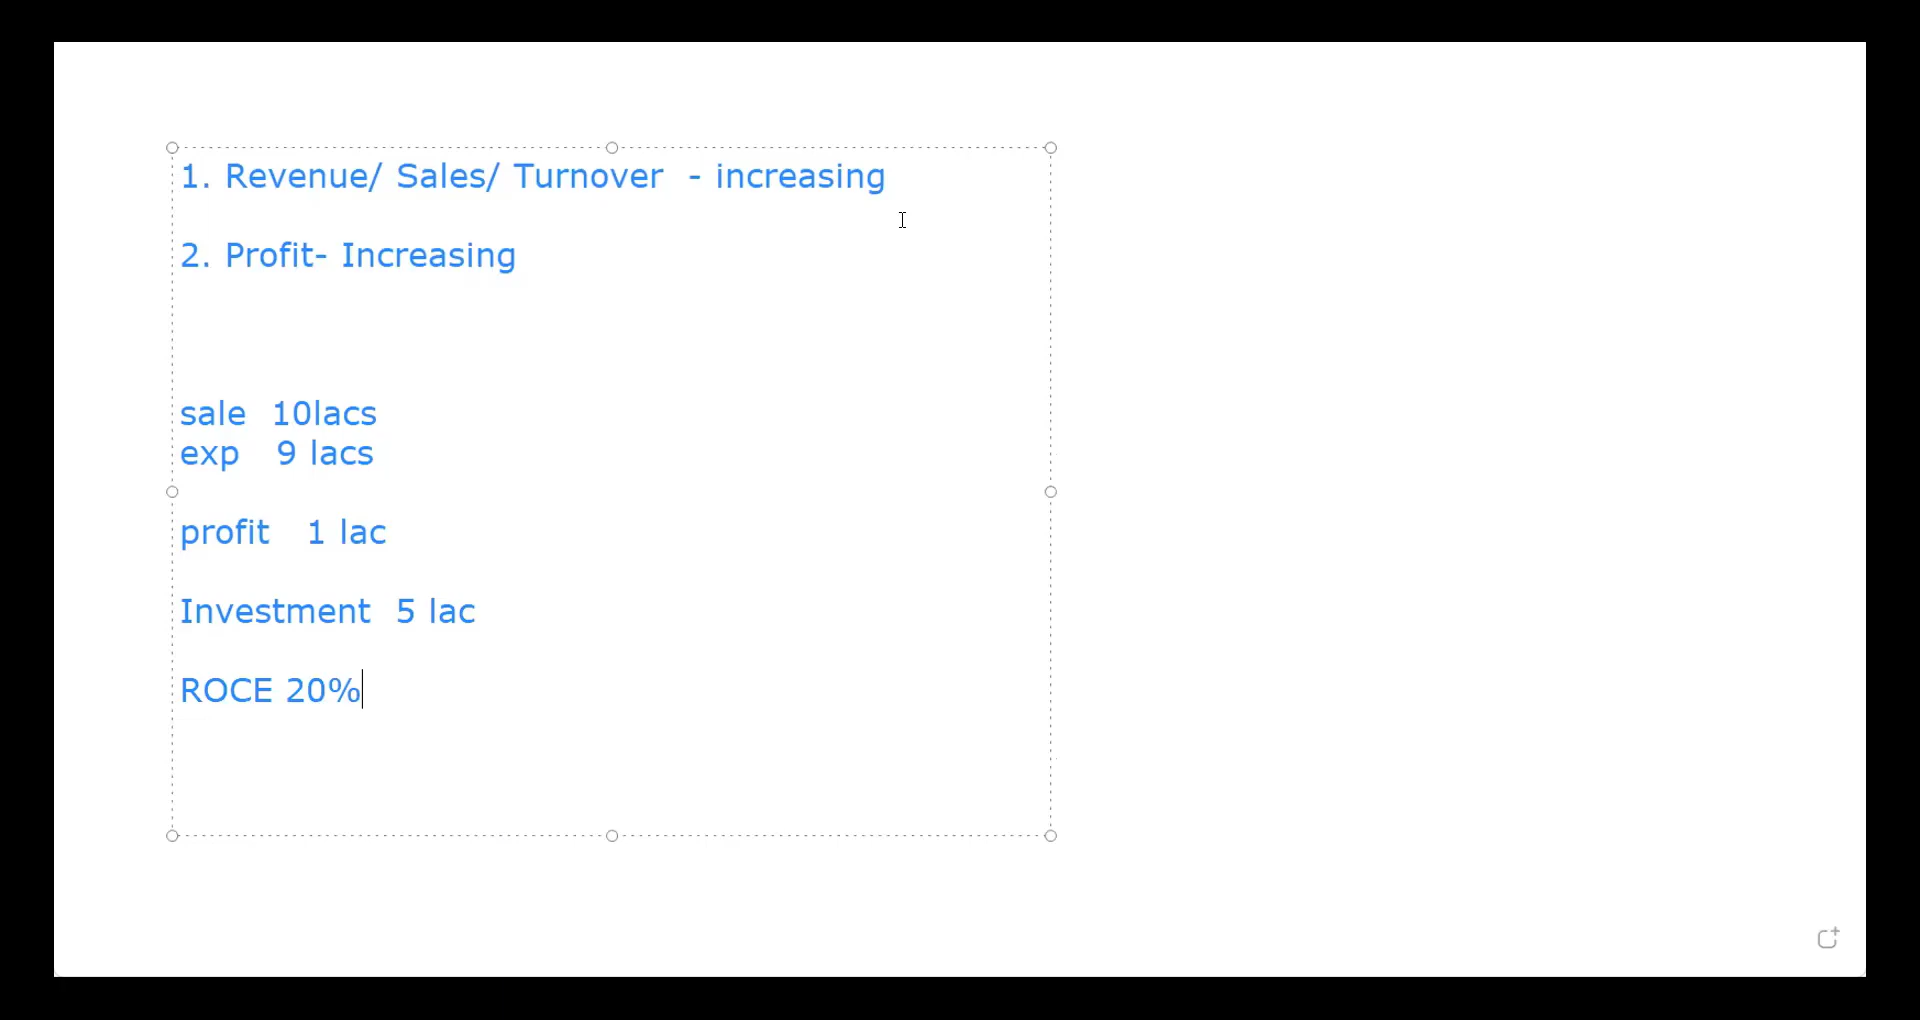 1. Revenue/ Sales/ Turnover  - increasing
2. Profit- Increasing
sale  10lacs
exp   9 lacs
profit   1 lac
Investment  5 lac
ROCE 20%